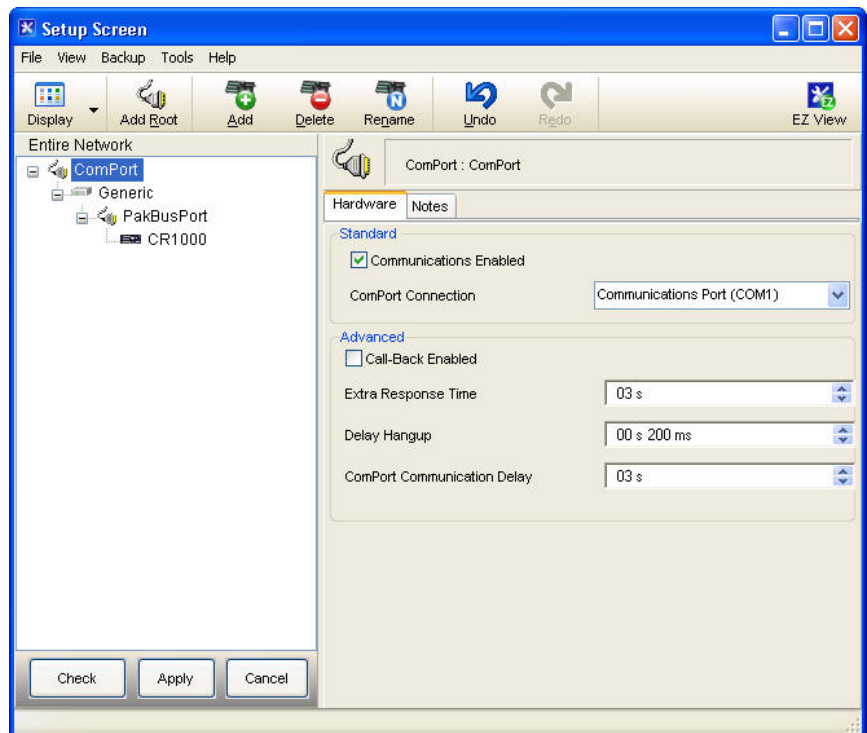 Setup Screen
File View Backup Tools Help
Display Add Root Add Delete Rename Undo Redo EZ View
Entire Network
ComPort
Generic
PakBusPort
CR1000
ComPort : ComPort
Hardware Notes
Standard
Communications Enabled
ComPort Connection Communications Port (COM1)
Advanced
Call-Back Enabled
Extra Response Time 03 s
Delay Hangup 00 s 200 ms
ComPort Communication Delay 03 s
Check Apply Cancel